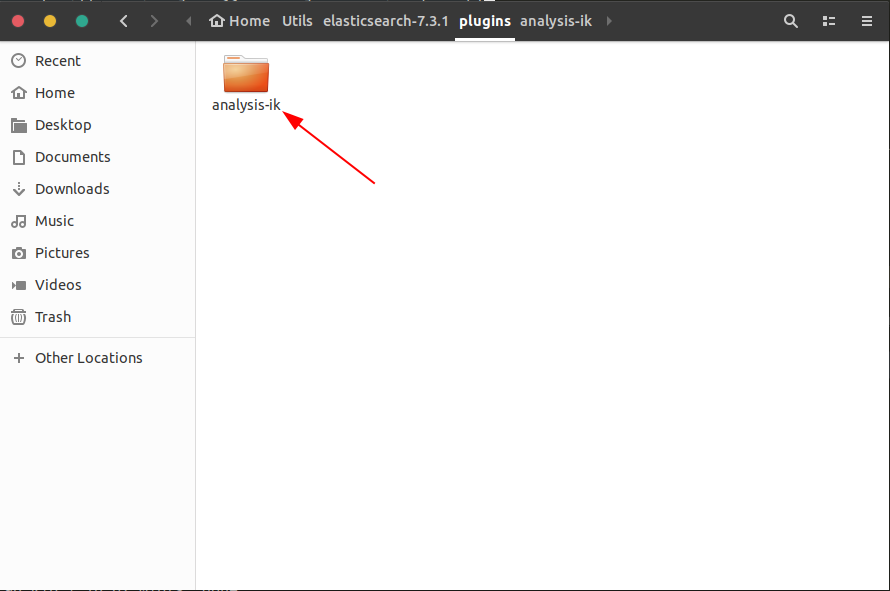 Home Utils elasticsearch-7.3.1 plugins analysis-ik
Recent
Home
Desktop
Documents
Downloads
Music
Pictures
Videos
Trash
Other Locations
analysis-ik